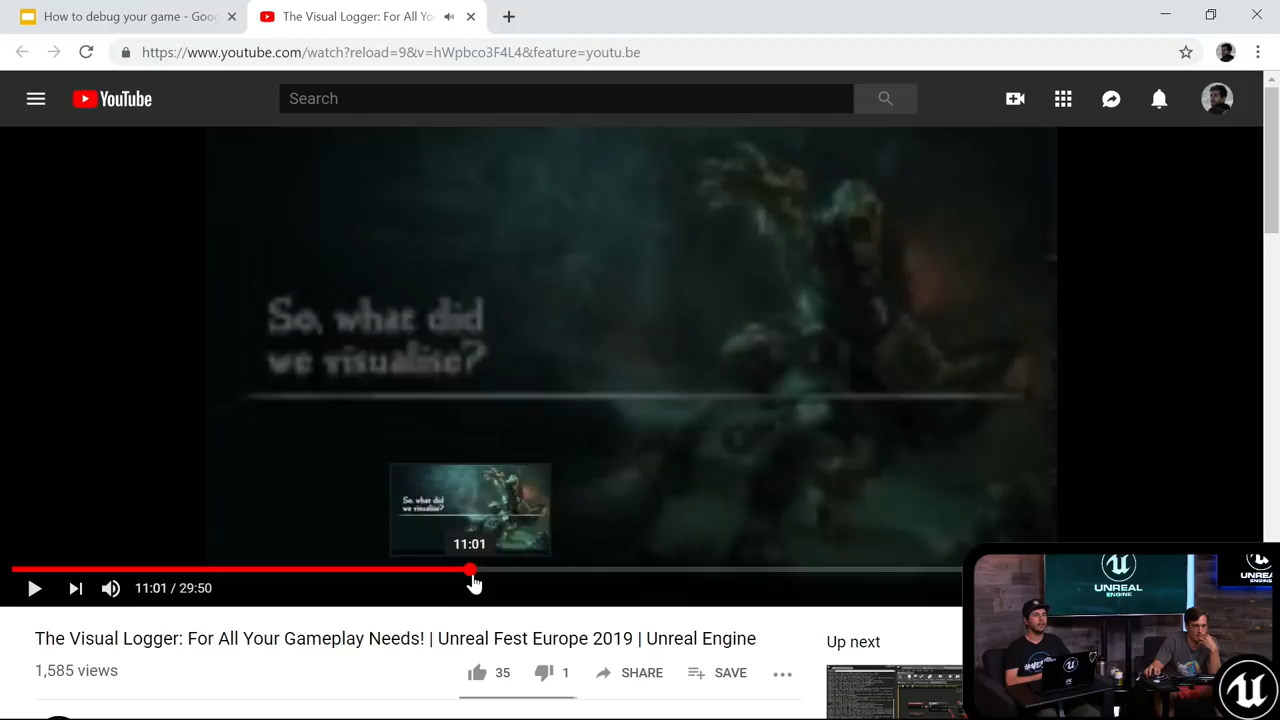 How to debug your game - Goo
The Visual Logger: For All Yo
https://www.youtube.com/watch?reload=9&v=hWpbco3F4L4&feature=youtu.be
YouTube
Search
So, what did
we visualise?
So, what did
we visualise?
11:01
11:01 / 29:50
UNREAL
ENGINE
UNRE
ENGIN
The Visual Logger: For All Your Gameplay Needs! | Unreal Fest Europe 2019 | Unreal Engine
Up next
1,585 views
35
1
SHARE
SAVE